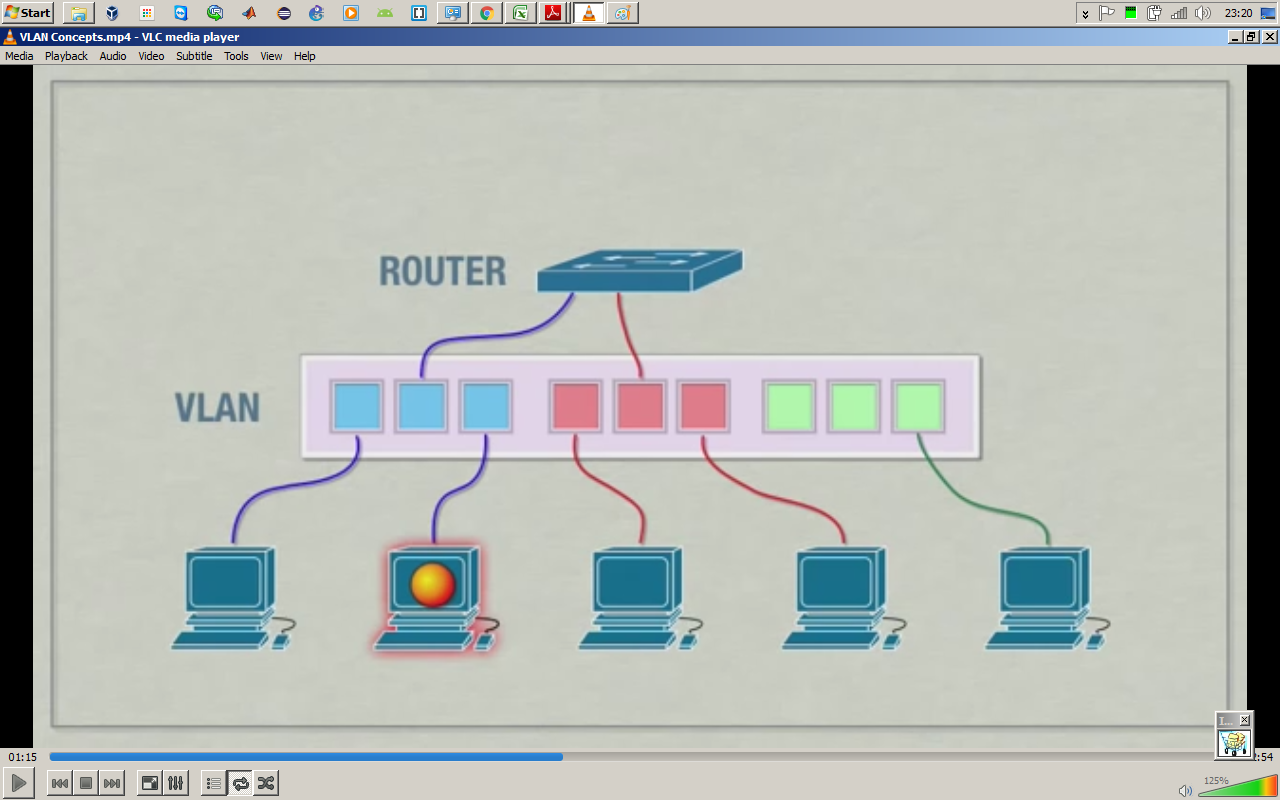 Start
23:20
VLAN Concepts.mp4 - VLC media player
Media Playback Audio Video Subtitle Tools View Help
ROUTER
VLAN
I...
01:15
:54
125%